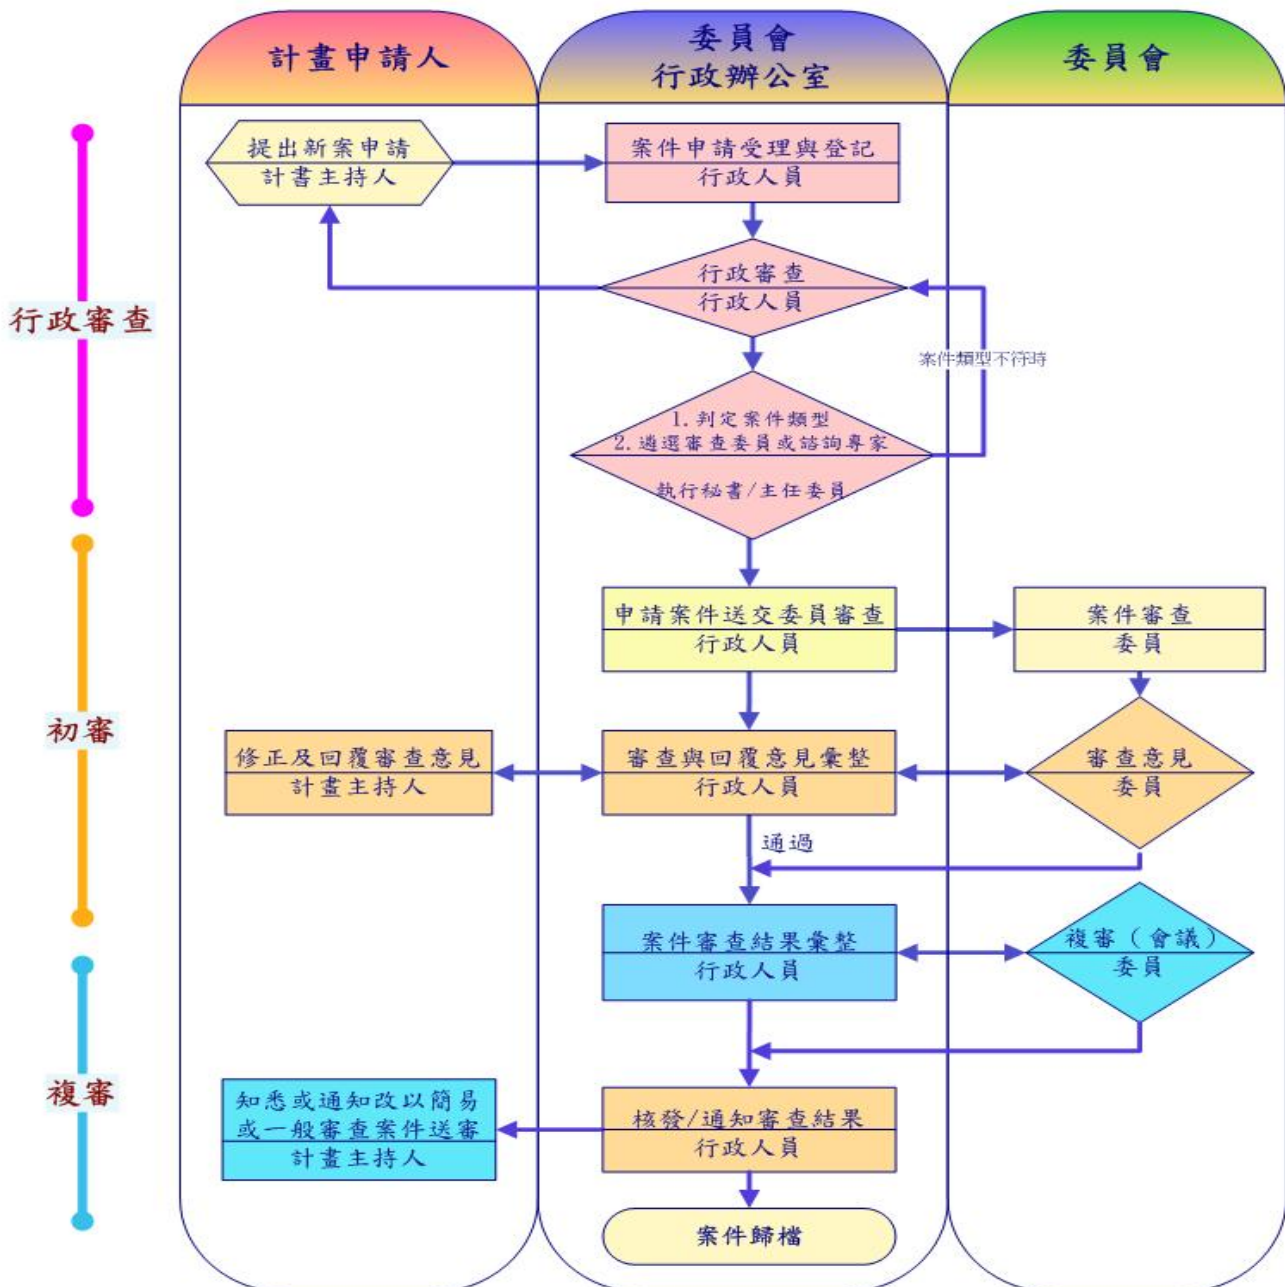 計畫申請人
委員會
行政辦公室
委員會
行政審查
提出新案申請
計書主持人
案件申請受理與登記
行政人員
行政審查
行政人員
案件類型不符時
1.判定案件類型
2.遴選審查委員或諮詢專家
執行秘書/主任委員
初審
申請案件送交委員審查
行政人員
案件審查
委員
修正及回覆審查意見
計畫主持人
審查與回覆意見彙整
行政人員
審查意見
委員
通過
複審
案件審查結果彙整
行政人員
複審（會議）
委員
知悉或通知改以簡易
或一般審查案件送審
計畫主持人
核發/通知審查結果
行政人員
案件歸檔